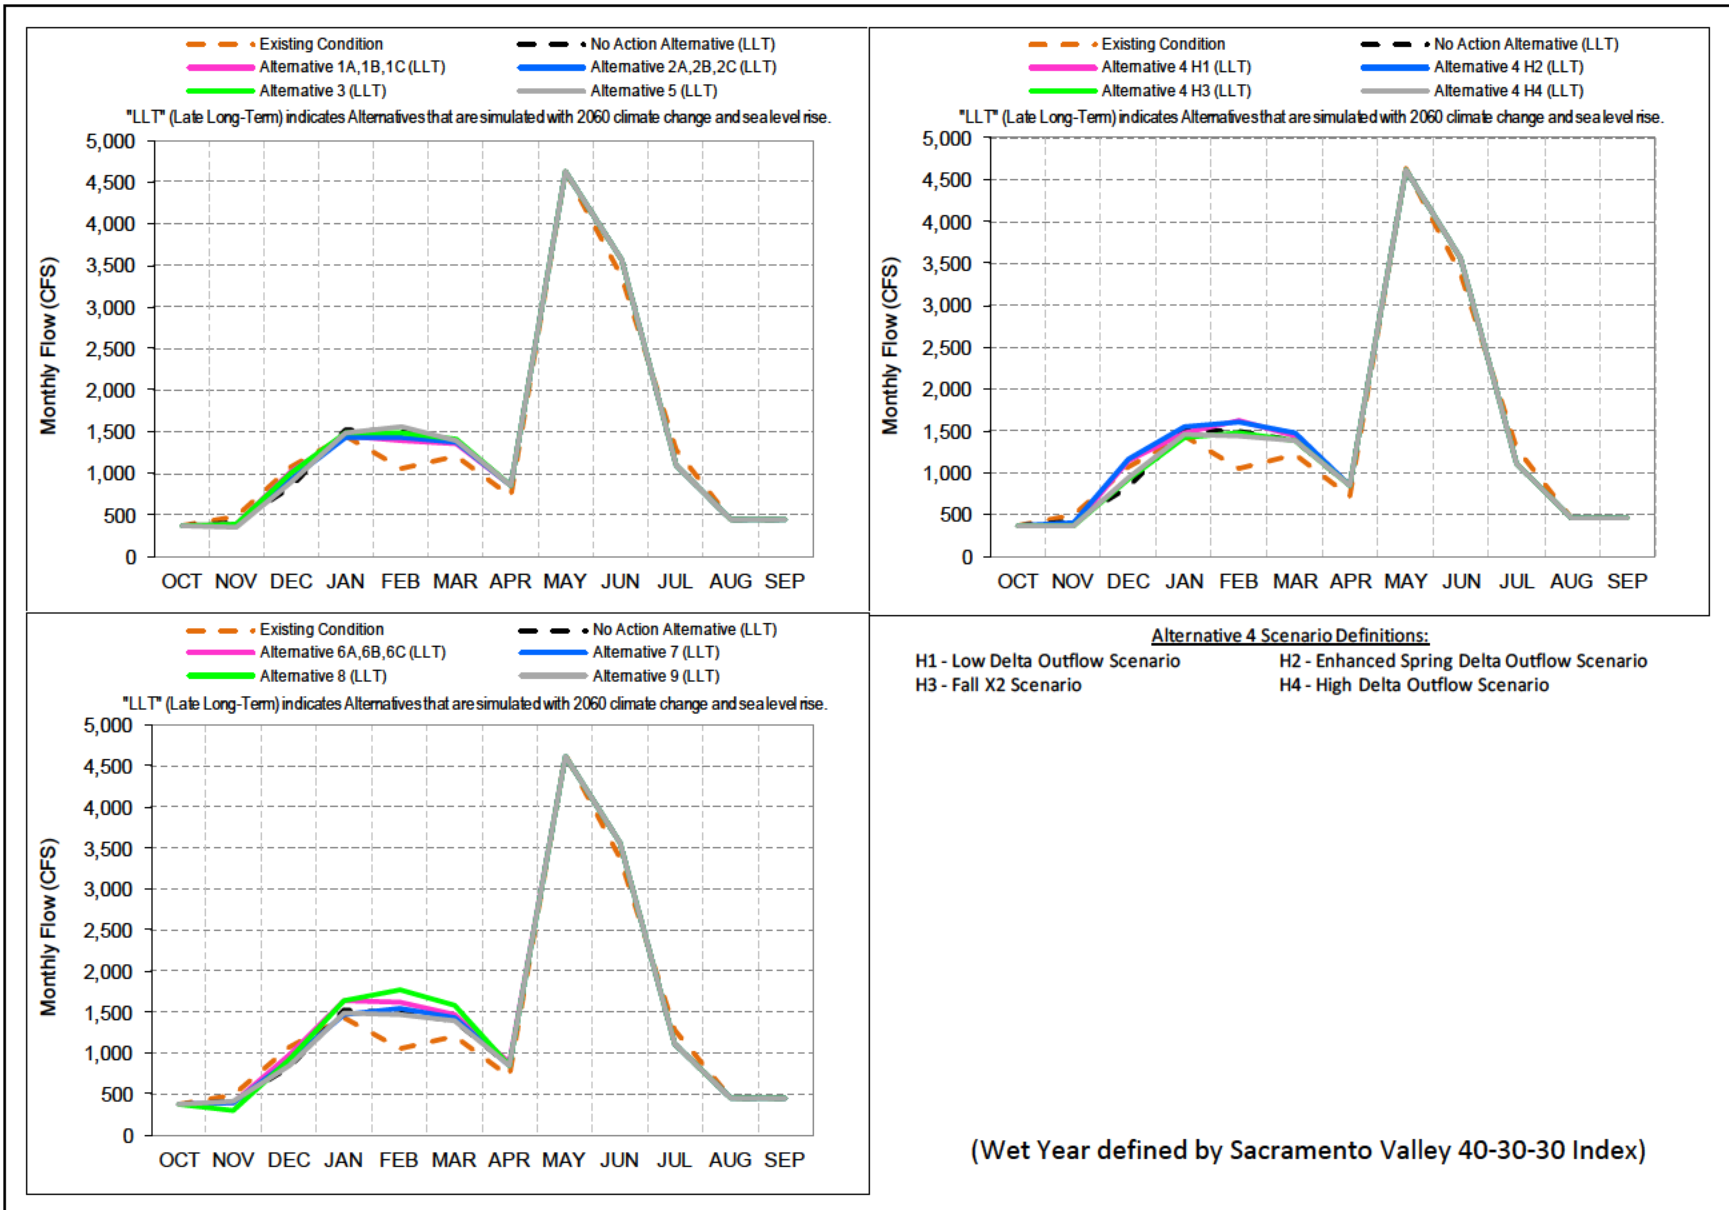 Existing Condition
No Action Alternative (LLT)
Alternative 1A,1B,1C (LLT)
Alternative 2A,2B,2C (LLT)
Alternative 3 (LLT)
Alternative 5 (LLT)
"LLT" (Late Long-Term) indicates Alternatives that are simulated with 2060 climate change and sea level rise.
5,000
4,500
4,000
3,500
3,000
2,500
2,000
1,500
1,000
500
0
Monthly Flow (CFS)
OCT NOV DEC JAN FEB MAR APR MAY JUN JUL AUG SEP
Existing Condition
No Action Alternative (LLT)
Alternative 4 H1 (LLT)
Alternative 4 H2 (LLT)
Alternative 4 H3 (LLT)
Alternative 4 H4 (LLT)
"LLT" (Late Long-Term) indicates Alternatives that are simulated with 2060 climate change and sea level rise.
5,000
4,500
4,000
3,500
3,000
2,500
2,000
1,500
1,000
500
0
Monthly Flow (CFS)
OCT NOV DEC JAN FEB MAR APR MAY JUN JUL AUG SEP
Existing Condition
No Action Alternative (LLT)
Alternative 6A,6B,6C (LLT)
Alternative 7 (LLT)
Alternative 8 (LLT)
Alternative 9 (LLT)
"LLT" (Late Long-Term) indicates Alternatives that are simulated with 2060 climate change and sea level rise.
5,000
4,500
4,000
3,500
3,000
2,500
2,000
1,500
1,000
500
0
Monthly Flow (CFS)
OCT NOV DEC JAN FEB MAR APR MAY JUN JUL AUG SEP
Alternative 4 Scenario Definitions:
H1 - Low Delta Outflow Scenario
H2 - Enhanced Spring Delta Outflow Scenario
H3 - Fall X2 Scenario
H4 - High Delta Outflow Scenario
(Wet Year defined by Sacramento Valley 40-30-30 Index)